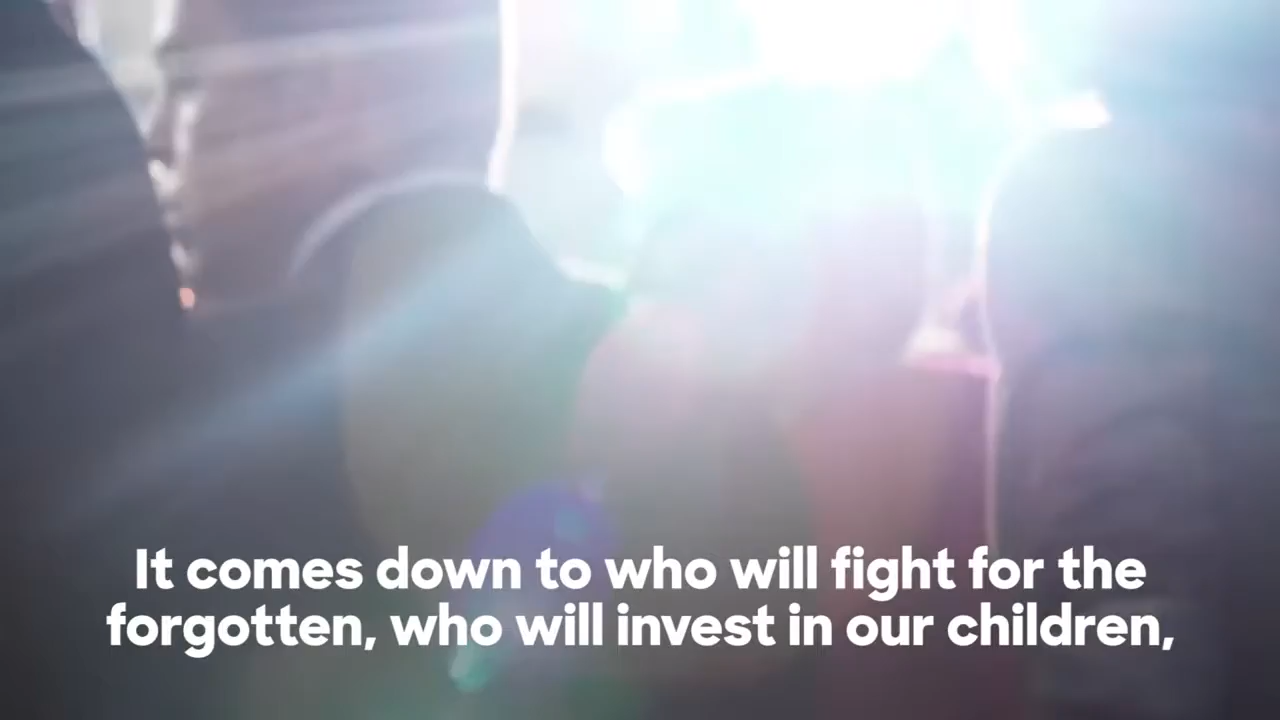 It comes down to who will fight for the
forgotten, who will invest in our children,